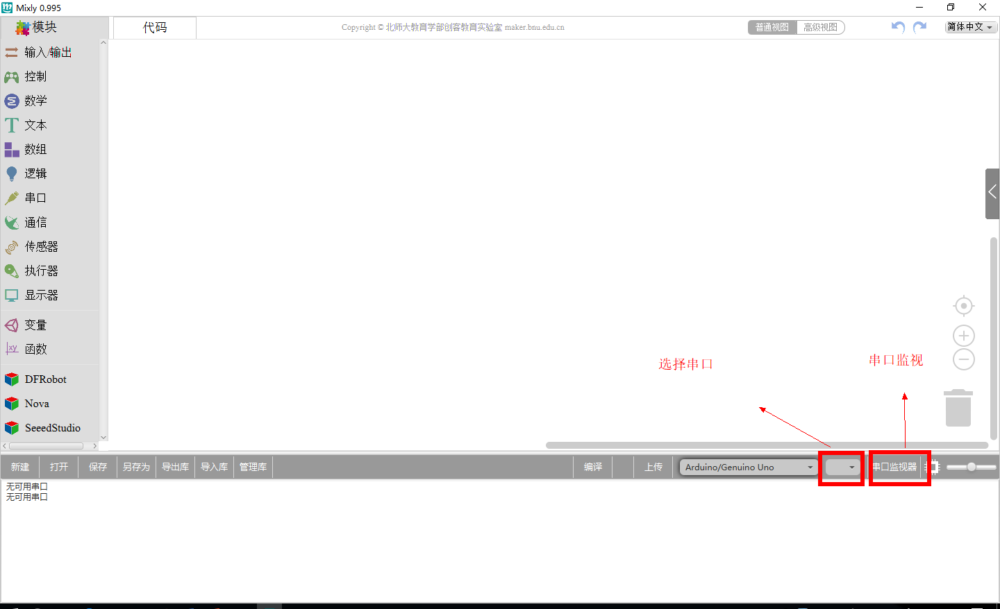 Mixly 0.995
模块
代码
Copyright © 北师大教育学部创客教育实验室 maker.bnu.edu.cn
普通视图
高级视图
简体中文
输入/输出
控制
数学
文本
数组
逻辑
串口
通信
传感器
执行器
显示器
变量
xy 函数
DFRobot
Nova
SeeedStudio
选择串口
串口监视
新建
打开
保存
另存为
导出库
导入库
管理库
编译
上传
Arduino/Genuino Uno
串口监视器
无可用串口
无可用串口